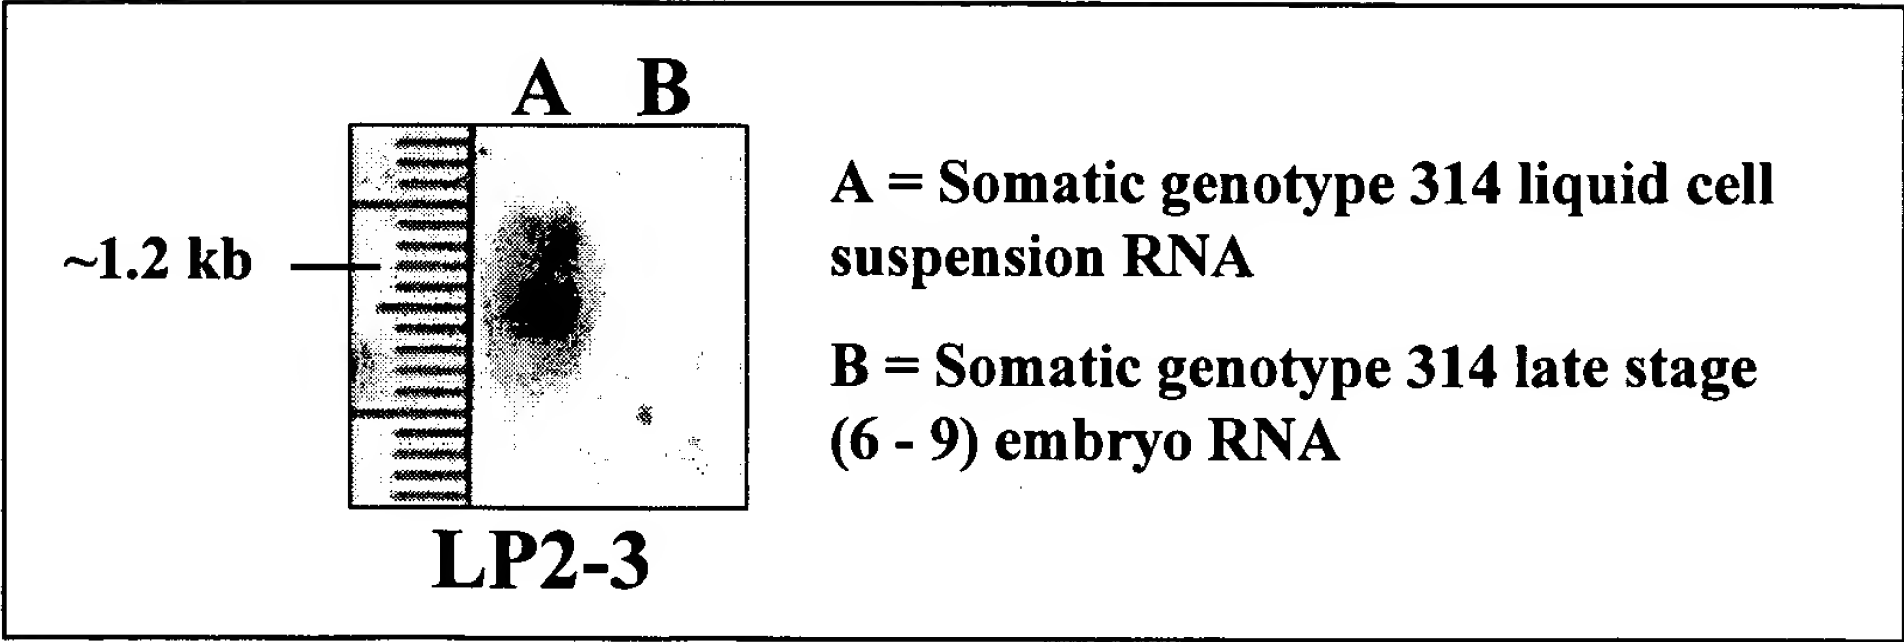 A B
~1.2 kb
LP2-3
A = Somatic genotype 314 liquid cell
suspension RNA
B = Somatic genotype 314 late stage
(6 - 9) embryo RNA